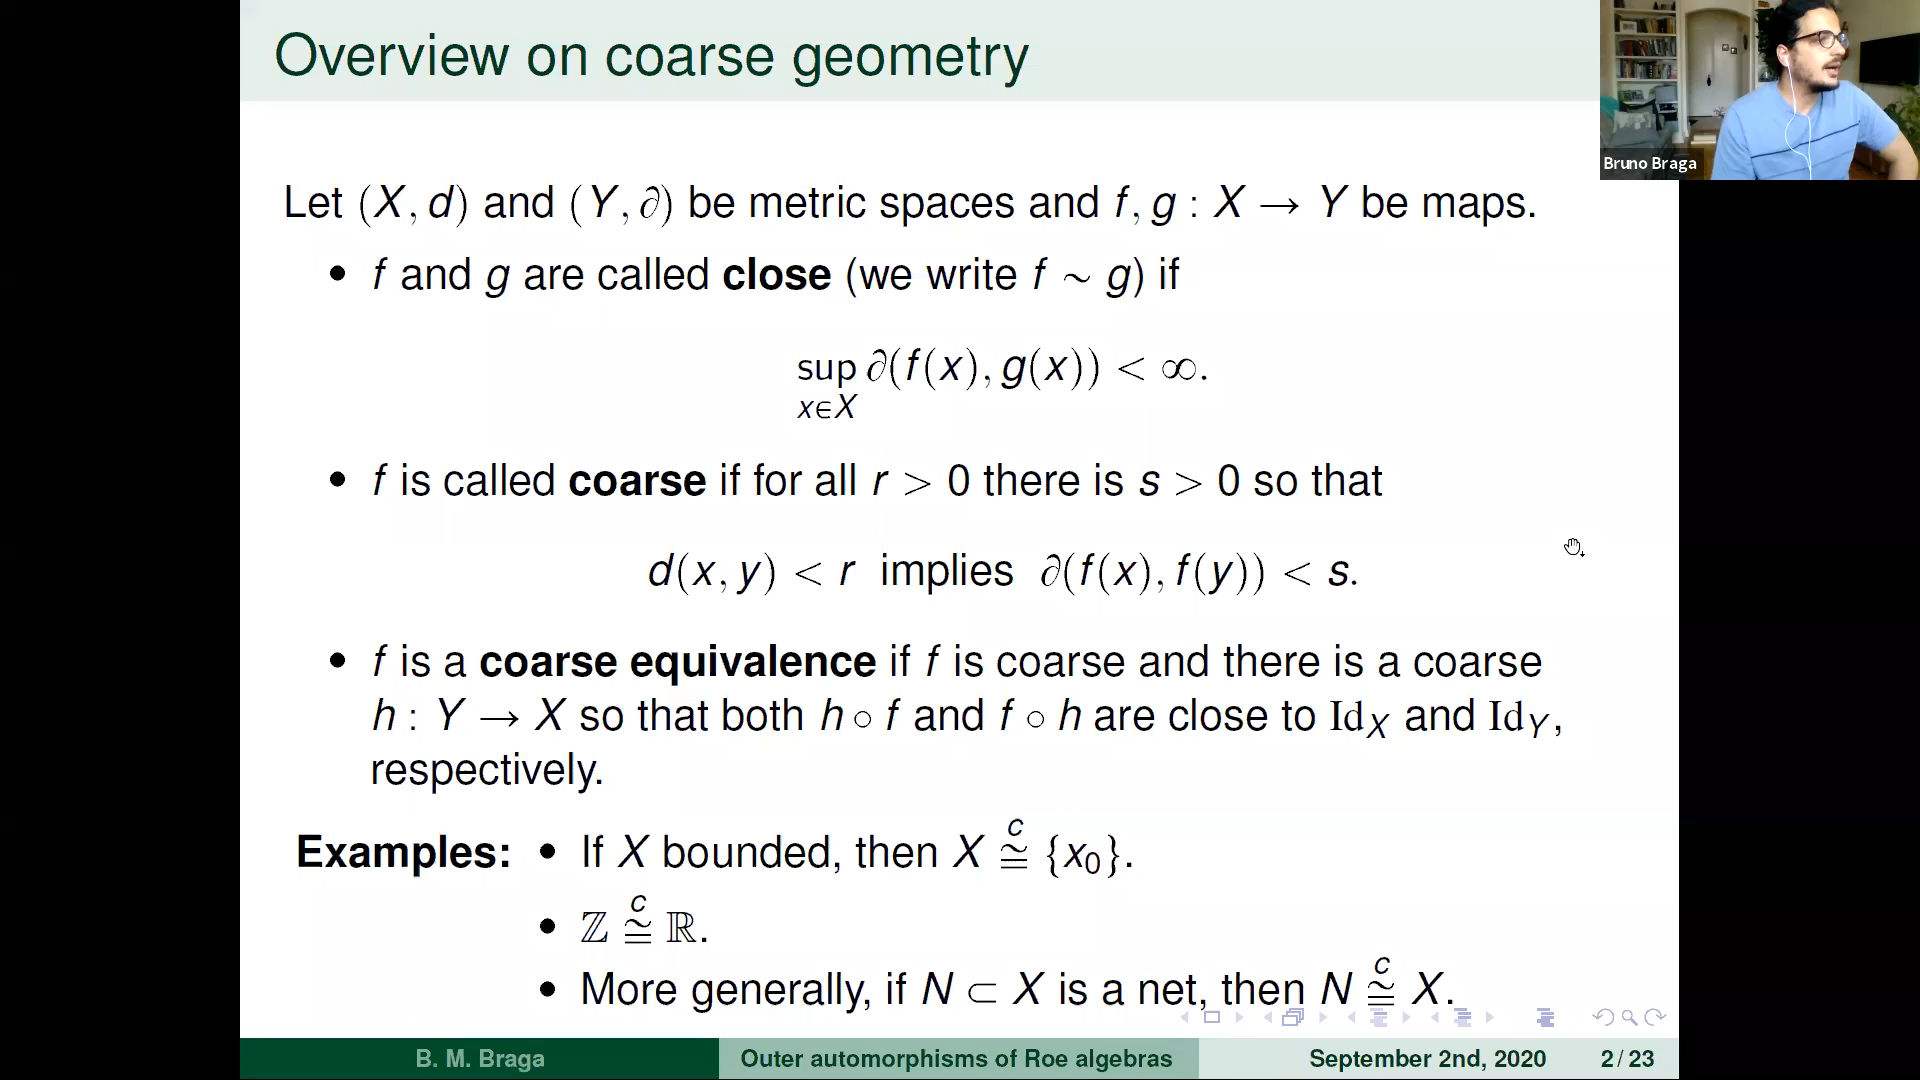 Overview on coarse geometry
Bruno Braga
Let (X, d) and (Y, ∂) be metric spaces and f, g : X → Y be maps.
• f and g are called close (we write f ∼ g) if
sup ∂(f(x), g(x)) < ∞.
x∈X
• f is called coarse if for all r > 0 there is s > 0 so that
d(x, y) < r implies ∂(f(x), f(y)) < s.
• f is a coarse equivalence if f is coarse and there is a coarse
h : Y → X so that both h ∘ f and f ∘ h are close to Id_X and Id_Y,
respectively.
Examples: • If X bounded, then X ≅^c {x₀}.
• ℤ ≅^c ℝ.
• More generally, if N ⊂ X is a net, then N ≅^c X.
B. M. Braga Outer automorphisms of Roe algebras September 2nd, 2020 2 / 23